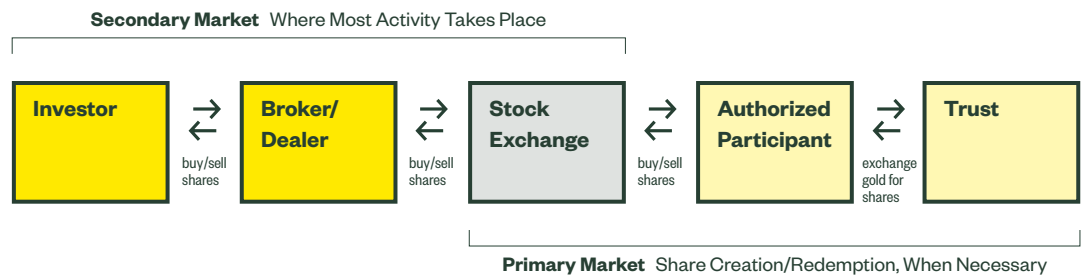 Secondary Market Where Most Activity Takes Place
Investor
buy/sell
shares
Broker/
Dealer
buy/sell
shares
Stock
Exchange
buy/sell
shares
Authorized
Participant
exchange
gold for
shares
Trust
Primary Market Share Creation/Redemption, When Necessary